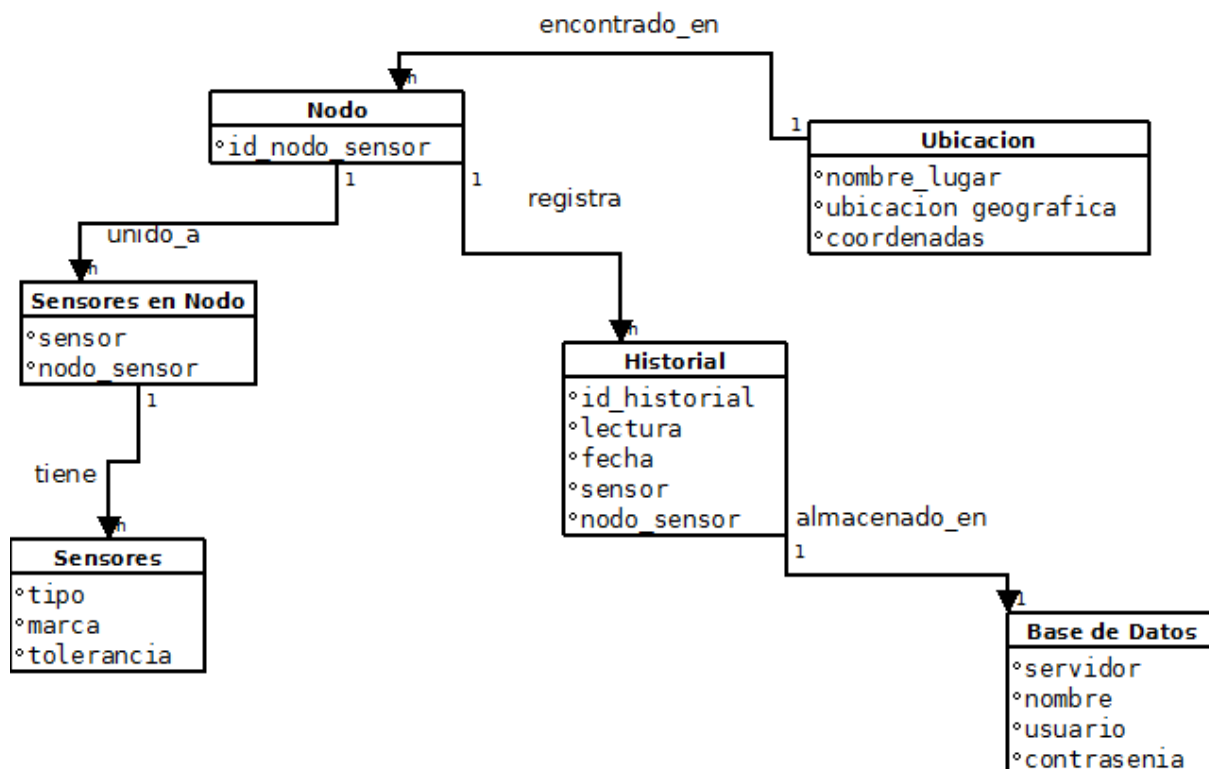 encontrado_en
n
Nodo
id_nodo_sensor
1
1
1
Ubicacion
nombre_lugar
ubicacion geografica
coordenadas
registra
unido_a
n
Sensores en Nodo
sensor
nodo_sensor
1
n
Historial
id_historial
lectura
fecha
sensor
nodo_sensor
tiene
n
Sensores
tipo
marca
tolerancia
almacenado_en
1
1
Base de Datos
servidor
nombre
usuario
contrasenia